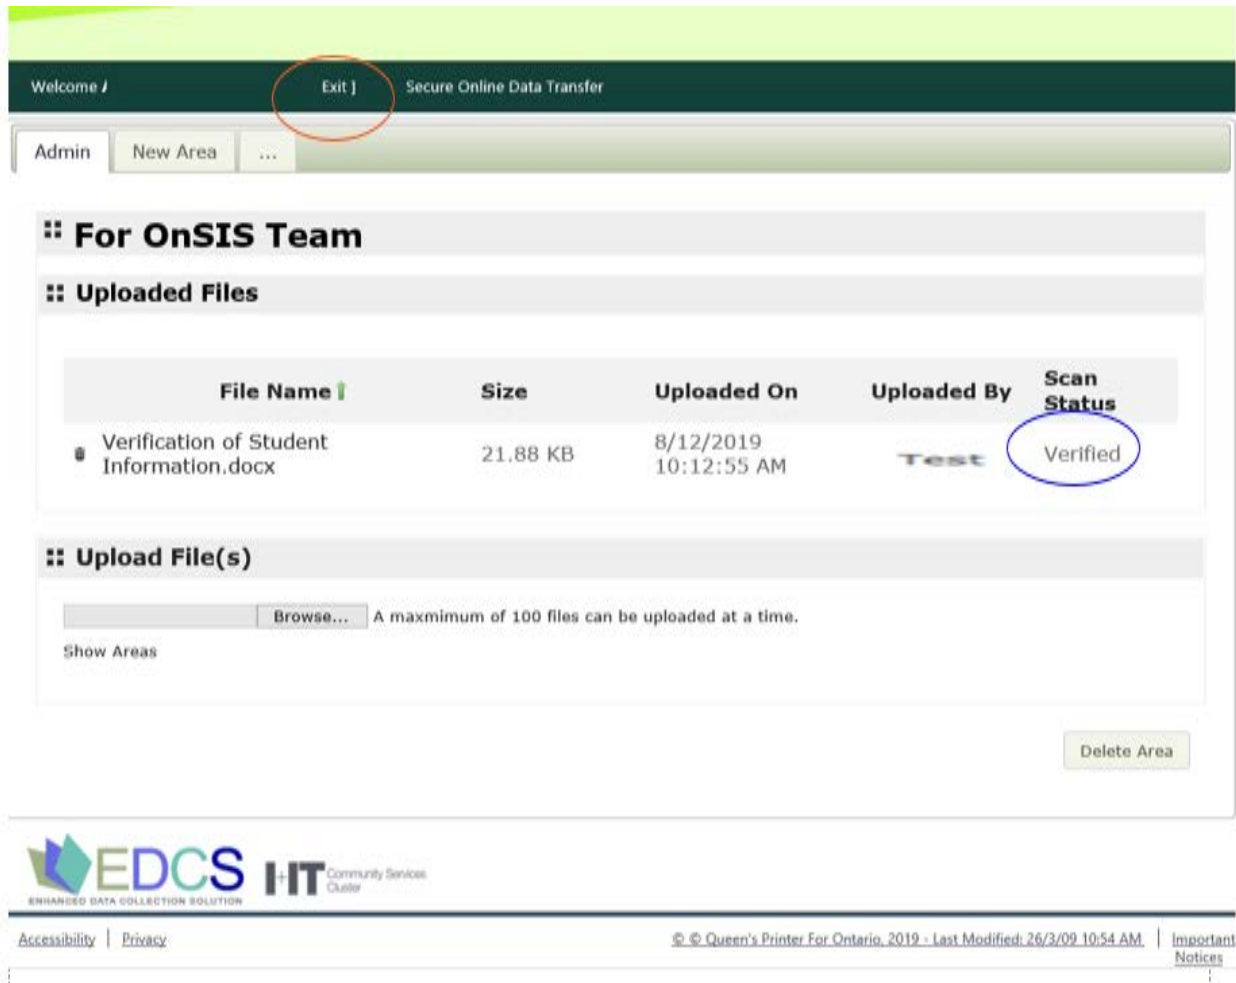 Welcome
Exit ]
Secure Online Data Transfer
Admin
New Area
...
For OnSIS Team
Uploaded Files
File Name
Size
Uploaded On
Uploaded By
Scan
Status
Verification of Student
Information.docx
21.88 KB
8/12/2019
10:12:55 AM
Test
Verified
Upload File(s)
Browse...
A maxmimum of 100 files can be uploaded at a time.
Show Areas
Delete Area
EDCS
ENHANCED DATA COLLECTION SOLUTION
I+IT
Community Services
Cluster
Accessibility
Privacy
© © Queen's Printer For Ontario, 2019 - Last Modified: 26/3/09 10:54 AM
Important
Notices